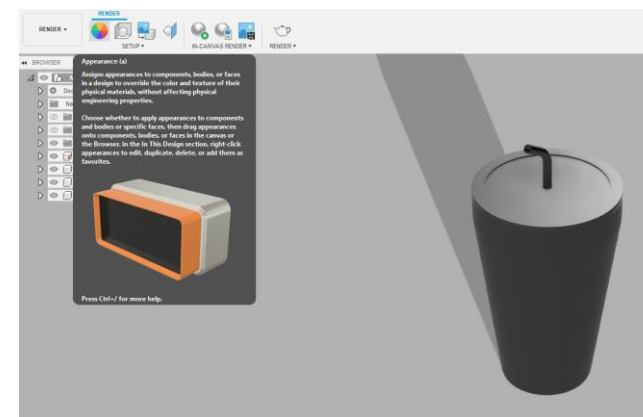 RENDER
RENDER ▾
SETUP ▾
IN-CANVAS RENDER ▾
RENDER ▾
BROWSER
Appearance (a)
Assigns appearances to components, bodies, or faces
in a design to override the color and texture of their
physical materials, without affecting physical
engineering properties.
Choose whether to apply appearances to components
and bodies or specific faces, then drag appearances
onto components, bodies, or faces in the canvas or
the Browser. In the In This Design section, right-click
appearances to edit, duplicate, delete, or add them as
favorites.
Press Ctrl+/ for more help.